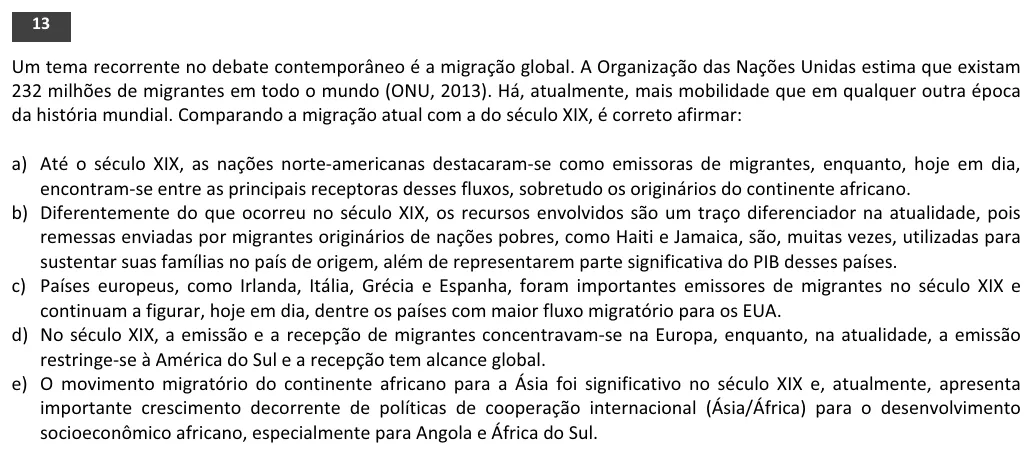 13
Um tema recorrente no debate contemporâneo é a migração global. A Organização das Nações Unidas estima que existam
232 milhões de migrantes em todo o mundo (ONU, 2013). Há, atualmente, mais mobilidade que em qualquer outra época
da história mundial. Comparando a migração atual com a do século XIX, é correto afirmar:
a) Até o século XIX, as nações norte-americanas destacaram-se como emissoras de migrantes, enquanto, hoje em dia,
encontram-se entre as principais receptoras desses fluxos, sobretudo os originários do continente africano.
b) Diferentemente do que ocorreu no século XIX, os recursos envolvidos são um traço diferenciador na atualidade, pois
remessas enviadas por migrantes originários de nações pobres, como Haiti e Jamaica, são, muitas vezes, utilizadas para
sustentar suas famílias no país de origem, além de representarem parte significativa do PIB desses países.
c) Países europeus, como Irlanda, Itália, Grécia e Espanha, foram importantes emissores de migrantes no século XIX e
continuam a figurar, hoje em dia, dentre os países com maior fluxo migratório para os EUA.
d) No século XIX, a emissão e a recepção de migrantes concentravam-se na Europa, enquanto, na atualidade, a emissão
restringe-se à América do Sul e a recepção tem alcance global.
e) O movimento migratório do continente africano para a Ásia foi significativo no século XIX e, atualmente, apresenta
importante crescimento decorrente de políticas de cooperação internacional (Ásia/África) para o desenvolvimento
socioeconômico africano, especialmente para Angola e África do Sul.